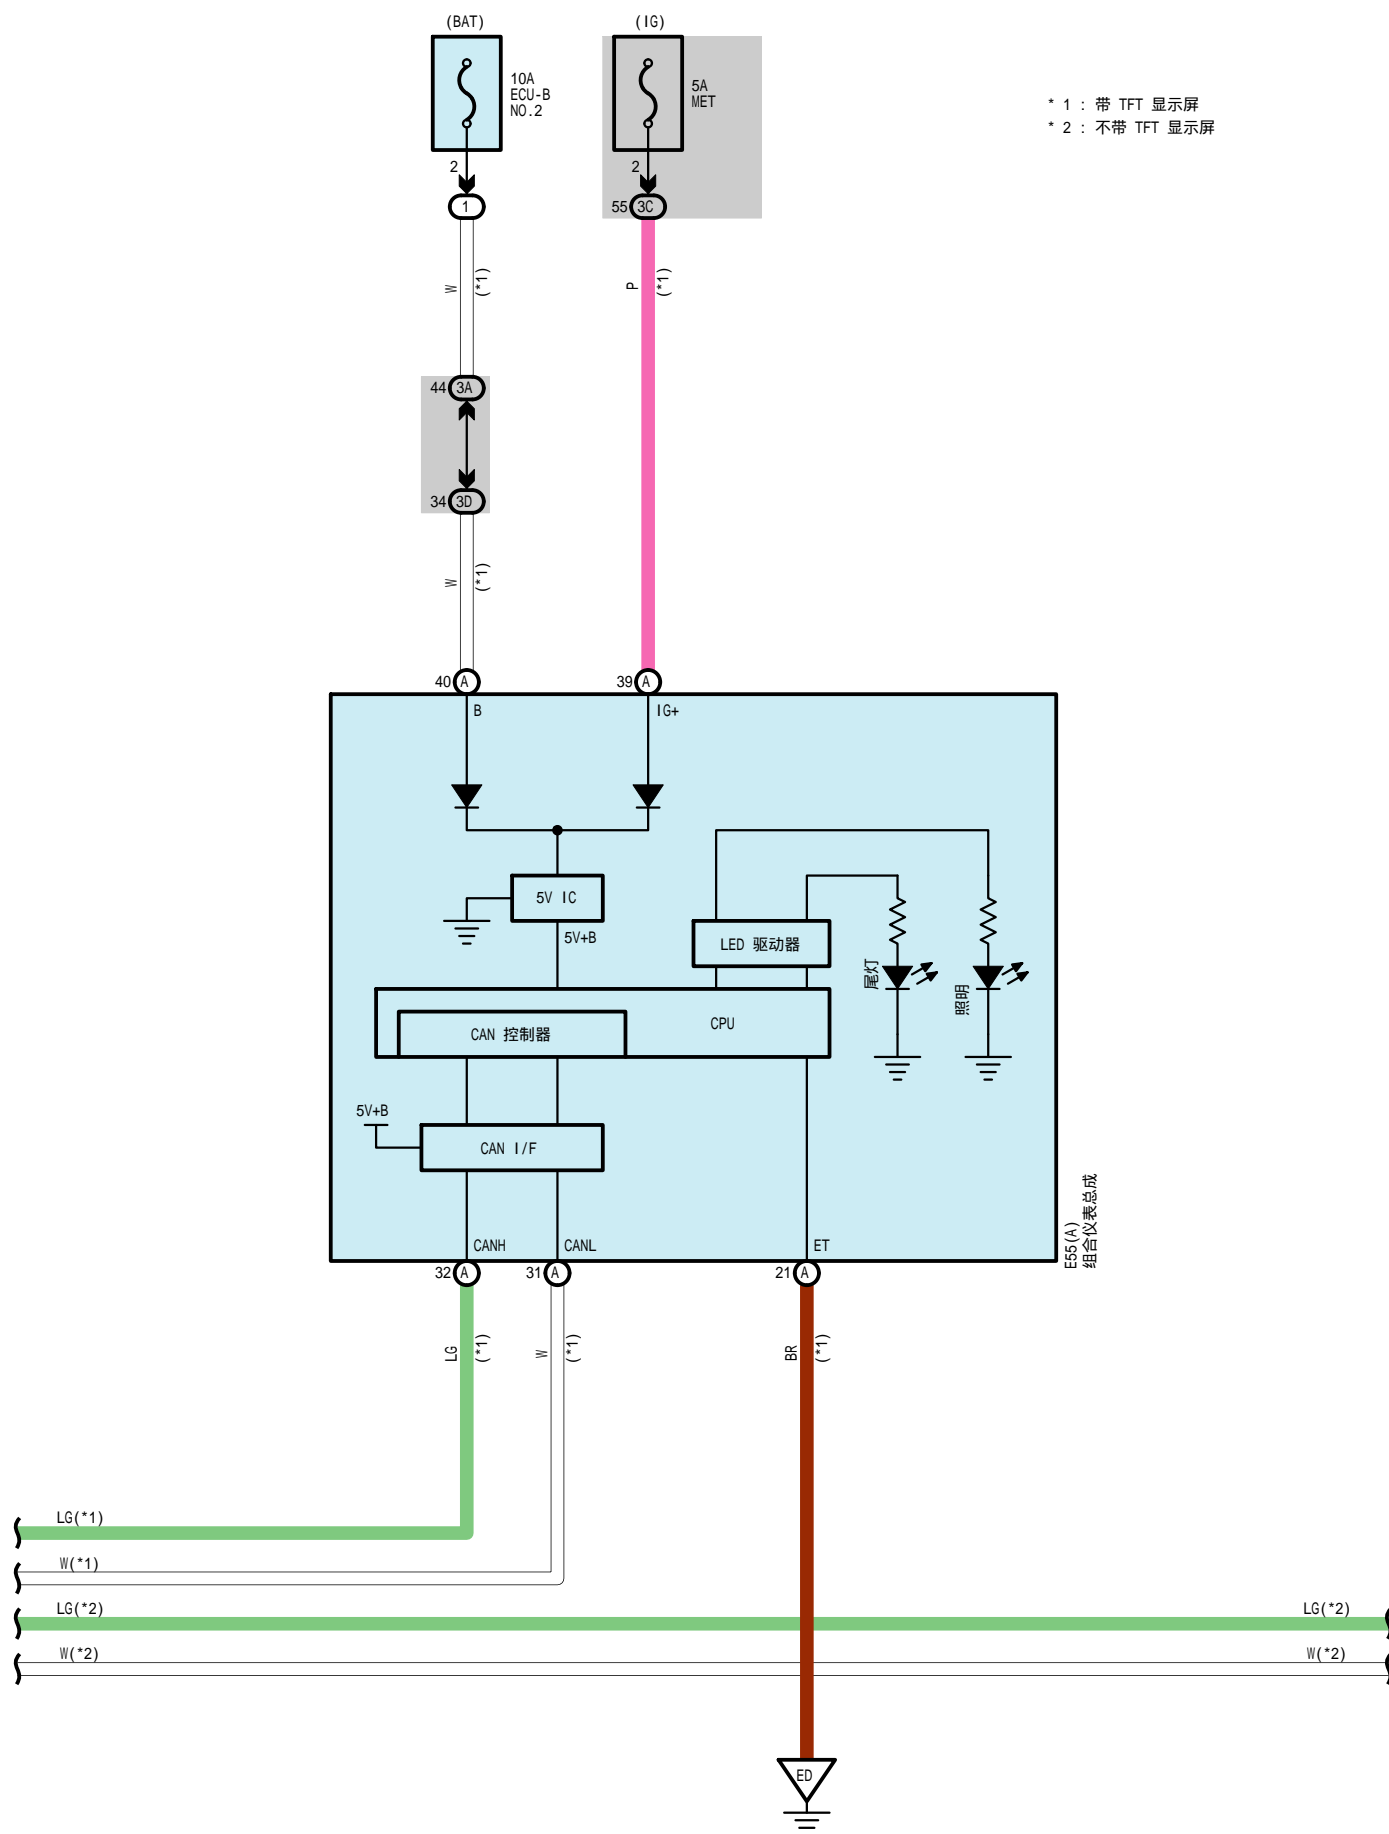 (BAT)
(IG)
10A
ECU-B
NO.2
5A
MET
* 1 : 带 TFT 显示屏
* 2 : 不带 TFT 显示屏
2
2
1
55 3C
W
(*1)
P
(*1)
44 3A
34 3D
W
(*1)
40 A
39 A
B
IG+
5V IC
5V+B
LED 驱动器
尾灯
照明
CPU
CAN 控制器
5V+B
CAN I/F
E55(A)
组合仪表总成
CANH
CANL
ET
32 A
31 A
21 A
LG
(*1)
W
(*1)
BR
(*1)
LG(*1)
W(*1)
LG(*2)
LG(*2)
W(*2)
W(*2)
ED